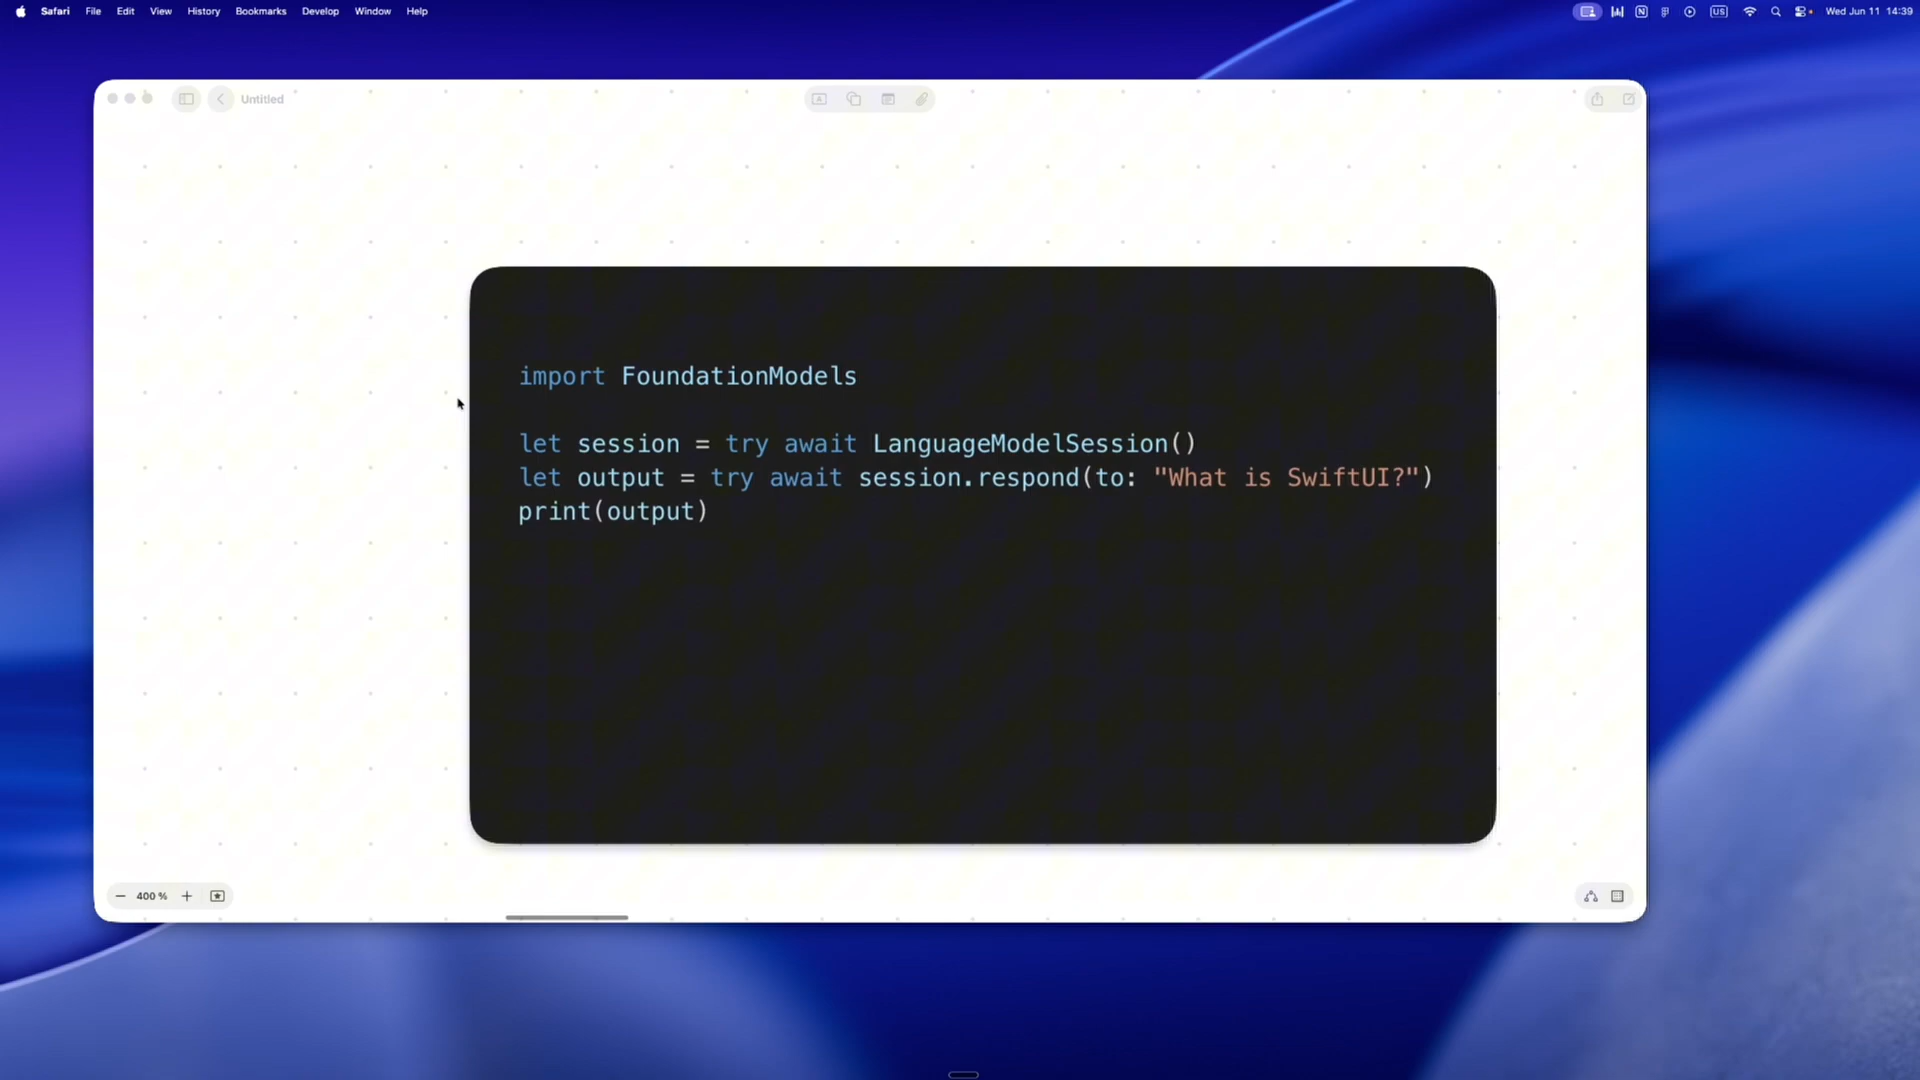 Safari File Edit View History Bookmarks Develop Window Help US Wed Jun 11 14:39
Untitled
import FoundationModels
let session = try await LanguageModelSession()
let output = try await session.respond(to: "What is SwiftUI?")
print(output)
400 %